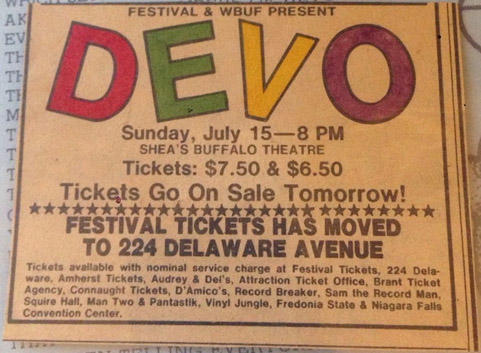 FESTIVAL & WBUF PRESENT
DEVO
Sunday, July 15—8 PM
SHEA'S BUFFALO THEATRE
Tickets: $7.50 & $6.50
Tickets Go On Sale Tomorrow!
FESTIVAL TICKETS HAS MOVED
TO 224 DELAWARE AVENUE
Tickets available with nominal service charge at Festival Tickets, 224 Dela-
ware, Amherst Tickets, Audrey & Del's, Attraction Ticket Office, Brant Ticket
Agency, Connaught Tickets, D'Amico's, Record Breaker, Sam the Record Man,
Squire Hall, Man Two & Pantastik, Vinyl Jungle, Fredonia State & Niagara Falls
Convention Center.